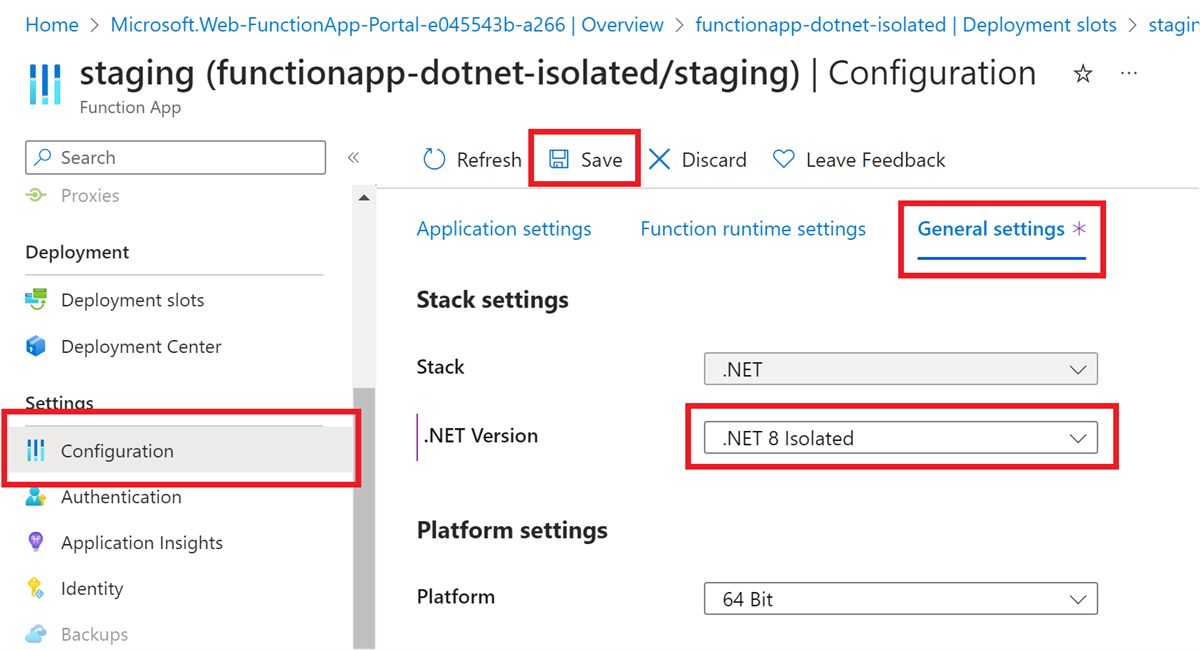 Home > Microsoft.Web-FunctionApp-Portal-e045543b-a266 | Overview > functionapp-dotnet-isolated | Deployment slots >
staging (functionapp-dotnet-isolated/staging) | Configuration
Function App
Search
Proxies
Deployment
Deployment slots
Deployment Center
Settings
Configuration
Authentication
Application Insights
Identity
Backups
Refresh Save Discard Leave Feedback
Application settings Function runtime settings General settings *
Stack settings
Stack .NET
.NET Version .NET 8 Isolated
Platform settings
Platform 64 Bit